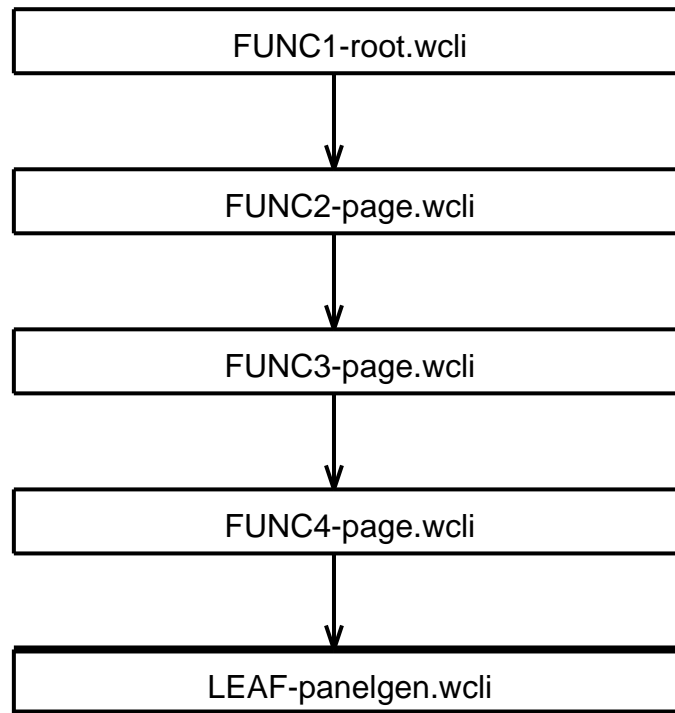 FUNC1-root.wcli
FUNC2-page.wcli
FUNC3-page.wcli
FUNC4-page.wcli
LEAF-panelgen.wcli